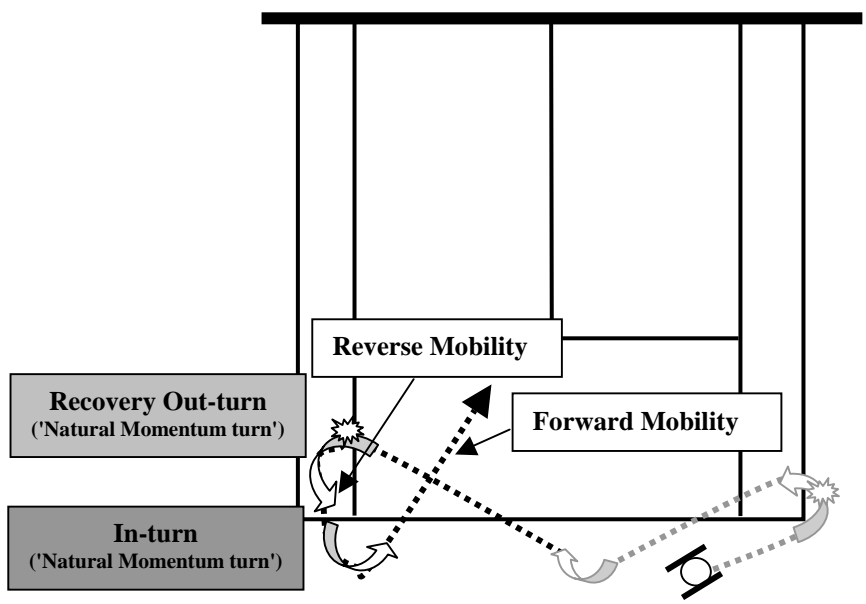 Reverse Mobility
Recovery Out-turn
('Natural Momentum turn')
Forward Mobility
In-turn
('Natural Momentum turn')